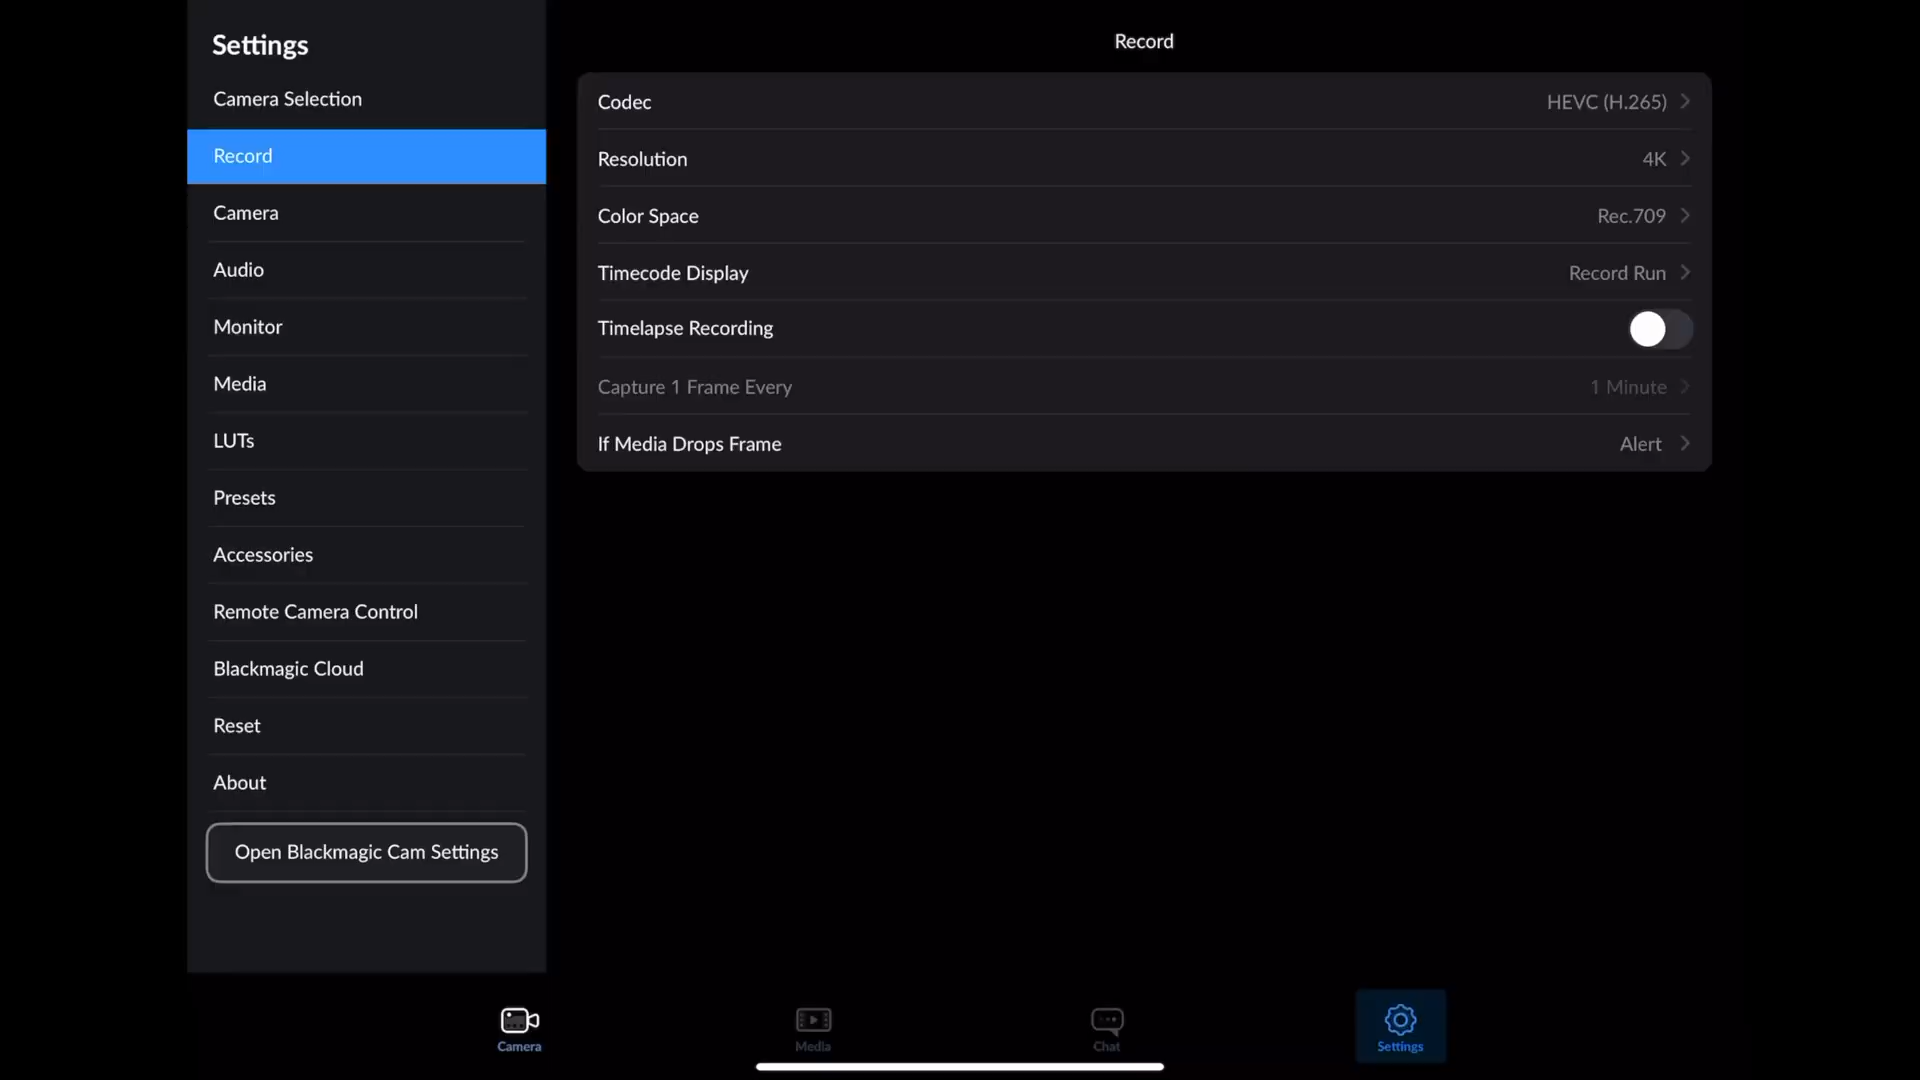 Settings
Camera Selection
Record
Camera
Audio
Monitor
Media
LUTs
Presets
Accessories
Remote Camera Control
Blackmagic Cloud
Reset
About
Open Blackmagic Cam Settings
Record
Codec HEVC (H.265)
Resolution 4K
Color Space Rec.709
Timecode Display Record Run
Timelapse Recording
Capture 1 Frame Every 1 Minute
If Media Drops Frame Alert
Camera Media Chat Settings